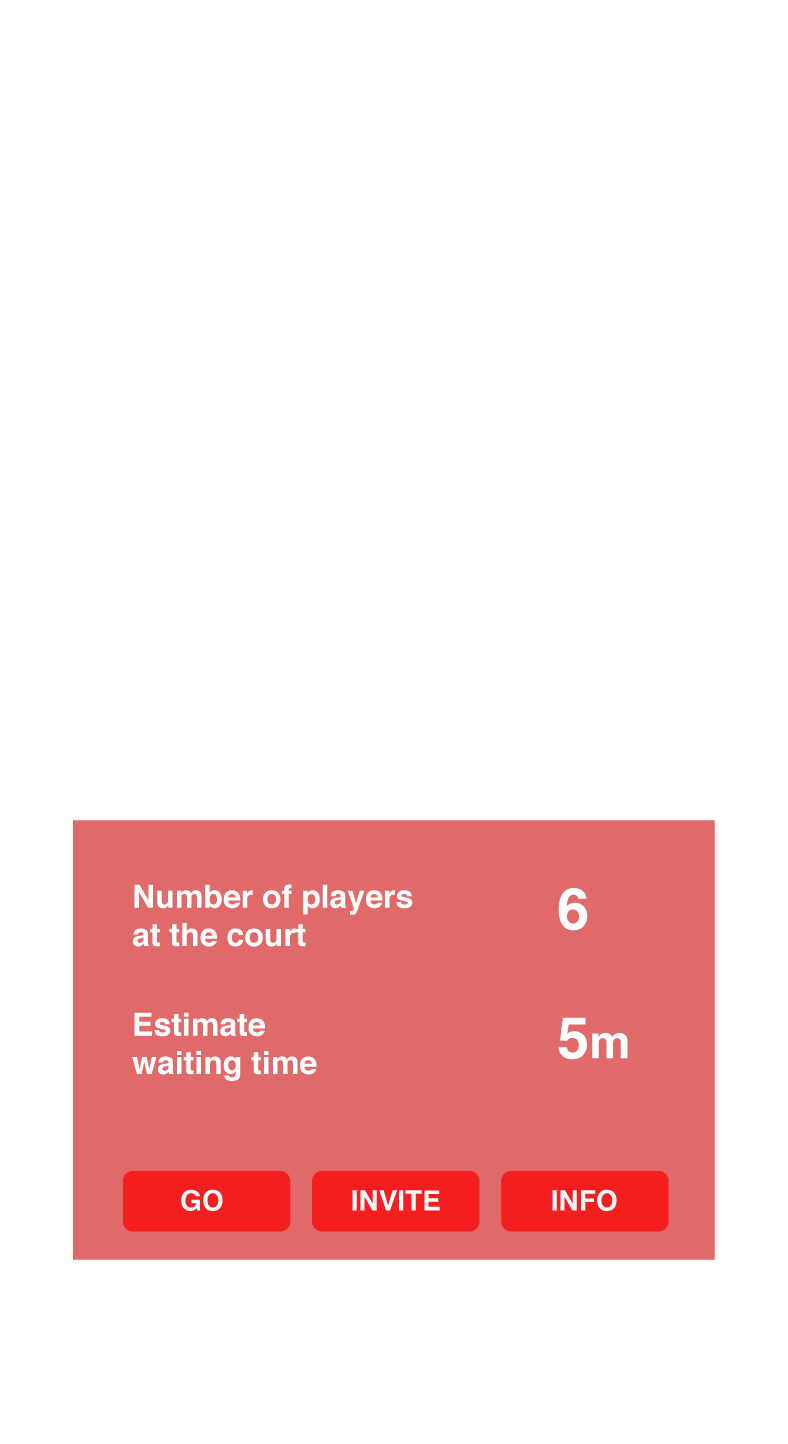 Number of players
at the court
6
Estimate
waiting time
5m
GO
INVITE
INFO